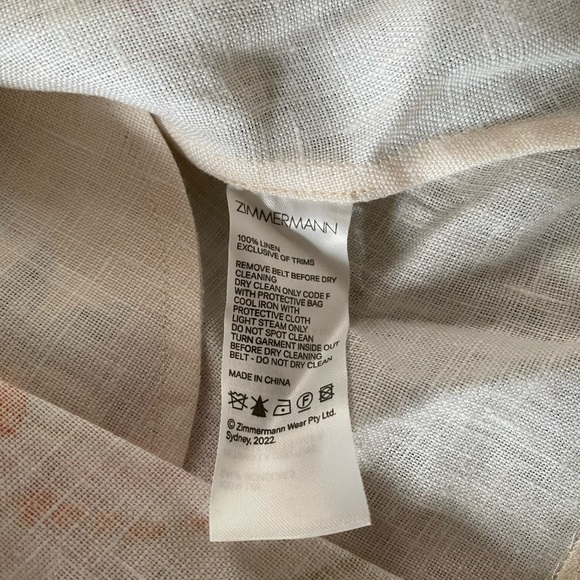 ZIMMERMANN
100% LINEN
EXCLUSIVE OF TRIMS
REMOVE BELT BEFORE DRY
CLEANING
DRY CLEAN ONLY CODE F
WITH PROTECTIVE BAG
COOL IRON WITH
PROTECTIVE CLOTH
LIGHT STEAM ONLY
DO NOT SPOT CLEAN
TURN GARMENT INSIDE OUT
BEFORE DRY CLEANING
BELT - DO NOT DRY CLEAN
MADE IN CHINA
F
© Zimmermann Wear Pty Ltd.
Sydney, 2022.